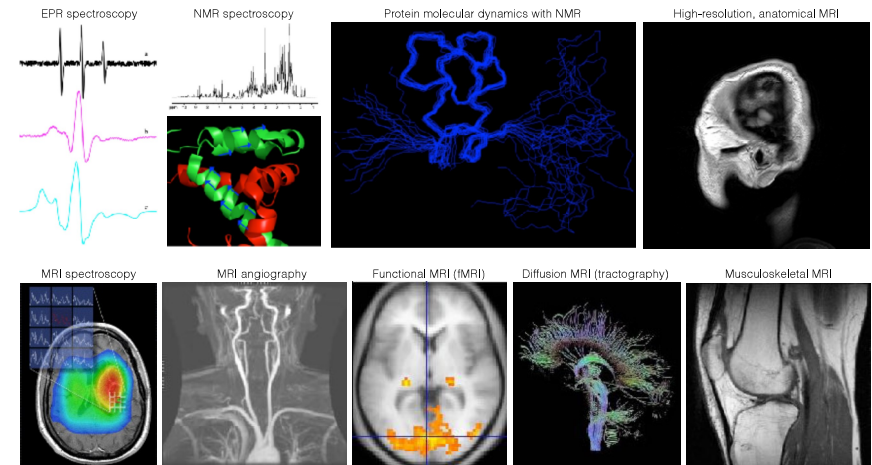 EPR spectroscopy
NMR spectroscopy
Protein molecular dynamics with NMR
High-resolution, anatomical MRI
a
b
c
MRI spectroscopy
MRI angiography
Functional MRI (fMRI)
Diffusion MRI (tractography)
Musculoskeletal MRI